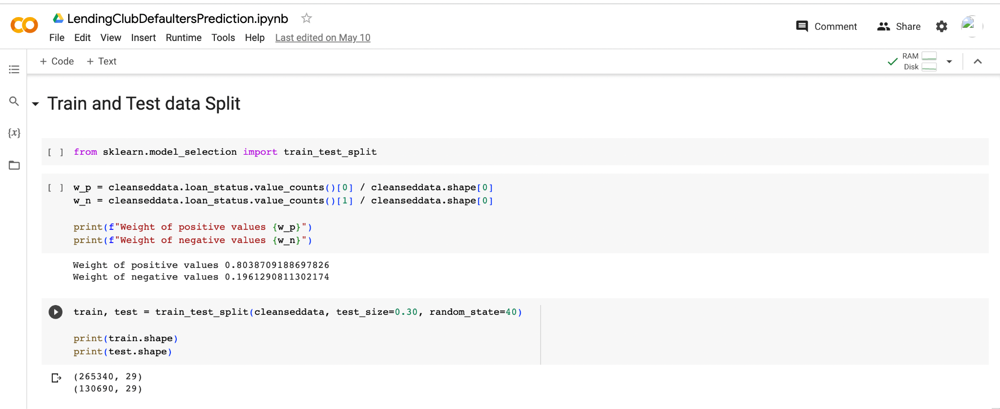 LendingClubDefaultersPrediction.ipynb
File Edit View Insert Runtime Tools Help Last edited on May 10
Comment Share
+ Code + Text
RAM
Disk
Train and Test data Split
{x}
[ ] from sklearn.model_selection import train_test_split
[ ] w_p = cleanseddata.loan_status.value_counts()[0] / cleanseddata.shape[0]
w_n = cleanseddata.loan_status.value_counts()[1] / cleanseddata.shape[0]
print(f"Weight of positive values {w_p}")
print(f"Weight of negative values {w_n}")
Weight of positive values 0.8038709188697826
Weight of negative values 0.1961290811302174
train, test = train_test_split(cleanseddata, test_size=0.30, random_state=40)
print(train.shape)
print(test.shape)
(265340, 29)
(130690, 29)